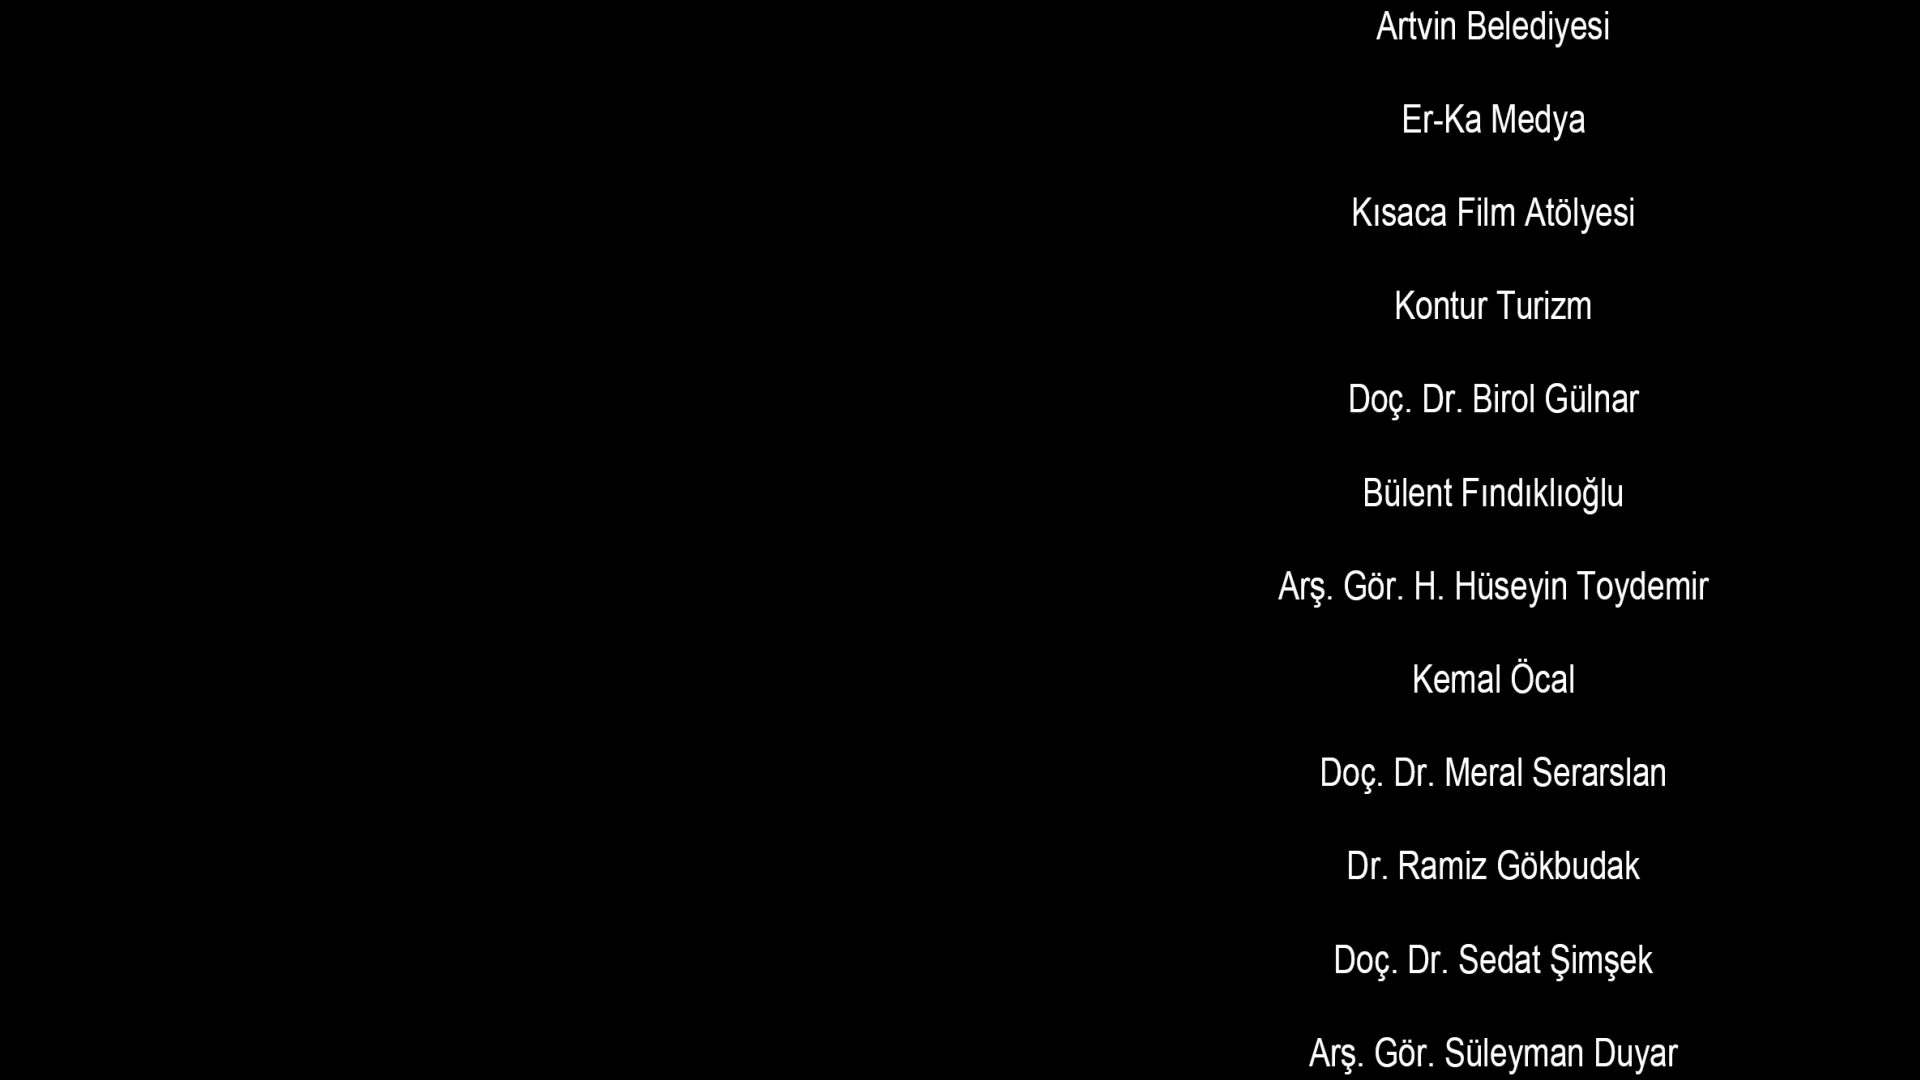 Artvin Belediyesi
Er-Ka Medya
Kısaca Film Atölyesi
Kontur Turizm
Doç. Dr. Birol Gülnar
Bülent Fındıklıoğlu
Arş. Gör. H. Hüseyin Toydemir
Kemal Öcal
Doç. Dr. Meral Serarslan
Dr. Ramiz Gökbudak
Doç. Dr. Sedat Şimşek
Arş. Gör. Süleyman Duyar